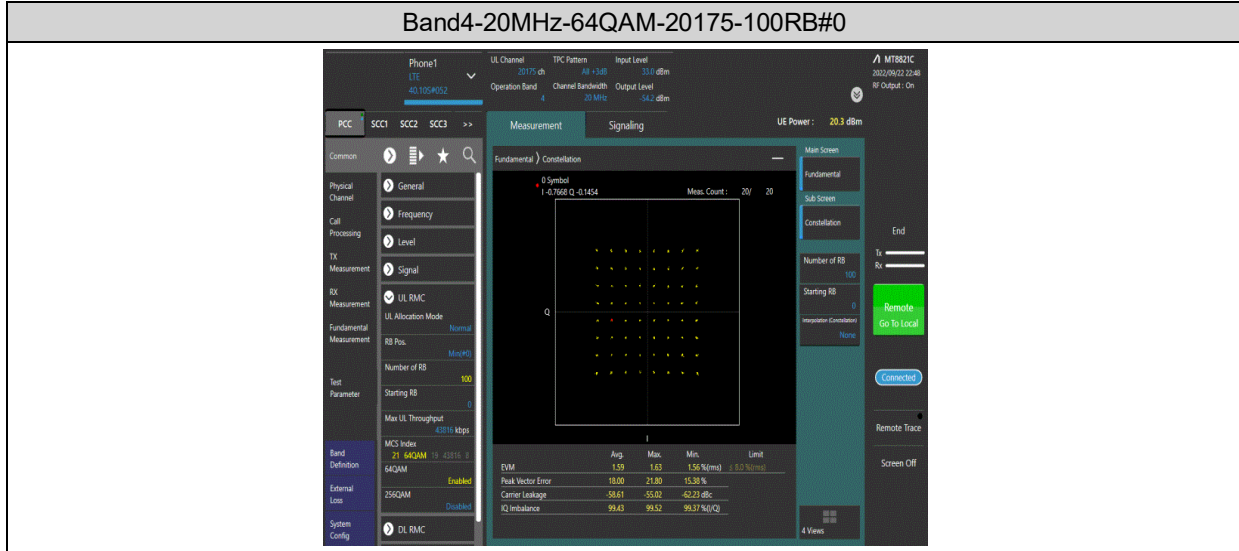 Band4-20MHz-64QAM-20175-100RB#0
Phone1
LTE
40.10S#052
UL Channel TPC Pattern Input Level
20175 ch All +3dB 33.0 dBm
Operation Band Channel Bandwidth Output Level
4 20 MHz -54.2 dBm
MT8821C
2022/09/22 22:48
RF Output : On
PCC SCC1 SCC2 SCC3 >>
Measurement Signaling
UE Power : 20.3 dBm
Common
Physical Channel
Call Processing
TX Measurement
RX Measurement
Fundamental Measurement
Test Parameter
Band Definition
External Loss
System Config
General
Frequency
Level
Signal
UL RMC
UL Allocation Mode
Normal
RB Pos.
Min(#0)
Number of RB
100
Starting RB
0
Max UL Throughput
43816 kbps
MCS Index
21 64QAM 19 43816 8
64QAM
Enabled
256QAM
Disabled
DL RMC
Fundamental 〉 Constellation
0 Symbol
I -0.7668 Q -0.1454
Meas. Count : 20/ 20
Q
I
Avg. Max. Min. Limit
EVM 1.59 1.63 1.56 %(rms) ≤ 8.0 %(rms)
Peak Vector Error 18.00 21.80 15.38 %
Carrier Leakage -58.61 -55.02 -62.23 dBc
IQ Imbalance 99.43 99.52 99.37 %(I/Q)
Main Screen
Fundamental
Sub Screen
Constellation
Number of RB
100
Starting RB
0
Interpolation (Constellation)
None
4 Views
End
Tx
Rx
Remote
Go To Local
Connected
Remote Trace
Screen Off